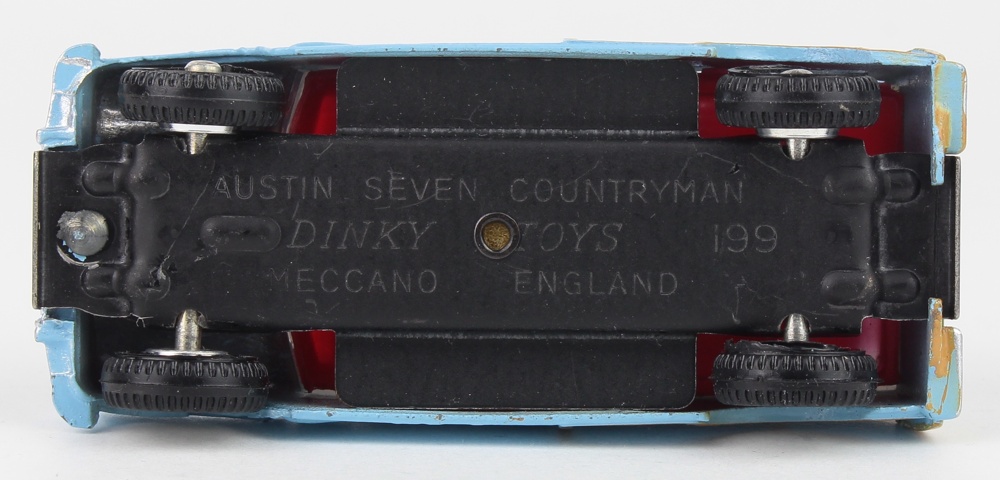 AUSTIN SEVEN COUNTRYMAN
DINKY TOYS 199
MECCANO ENGLAND